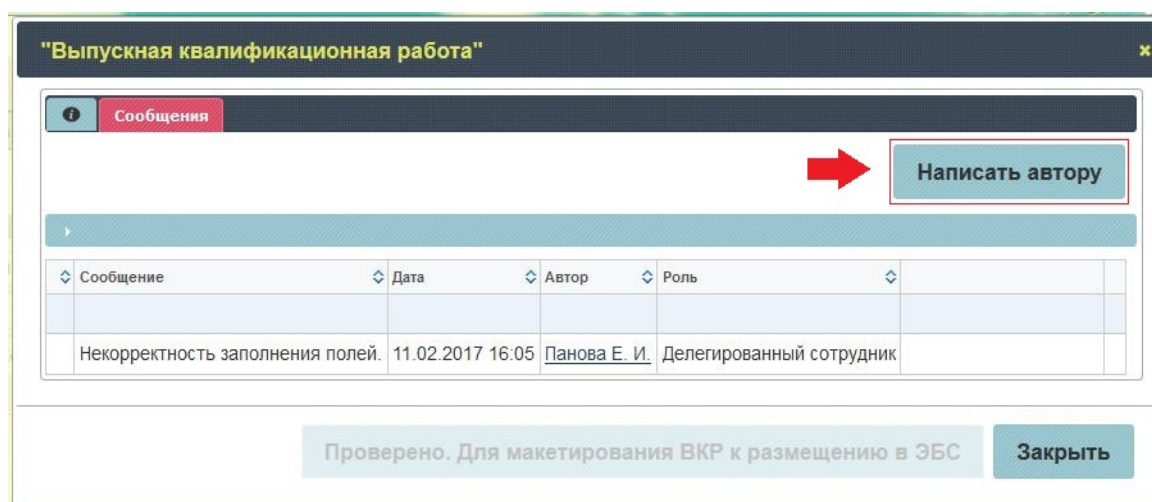 "Выпускная квалификационная работа"
Сообщения
Написать автору
Сообщение Дата Автор Роль
Некорректность заполнения полей. 11.02.2017 16:05 Панова Е. И. Делегированный сотрудник
Проверено. Для макетирования ВКР к размещению в ЭБС Закрыть